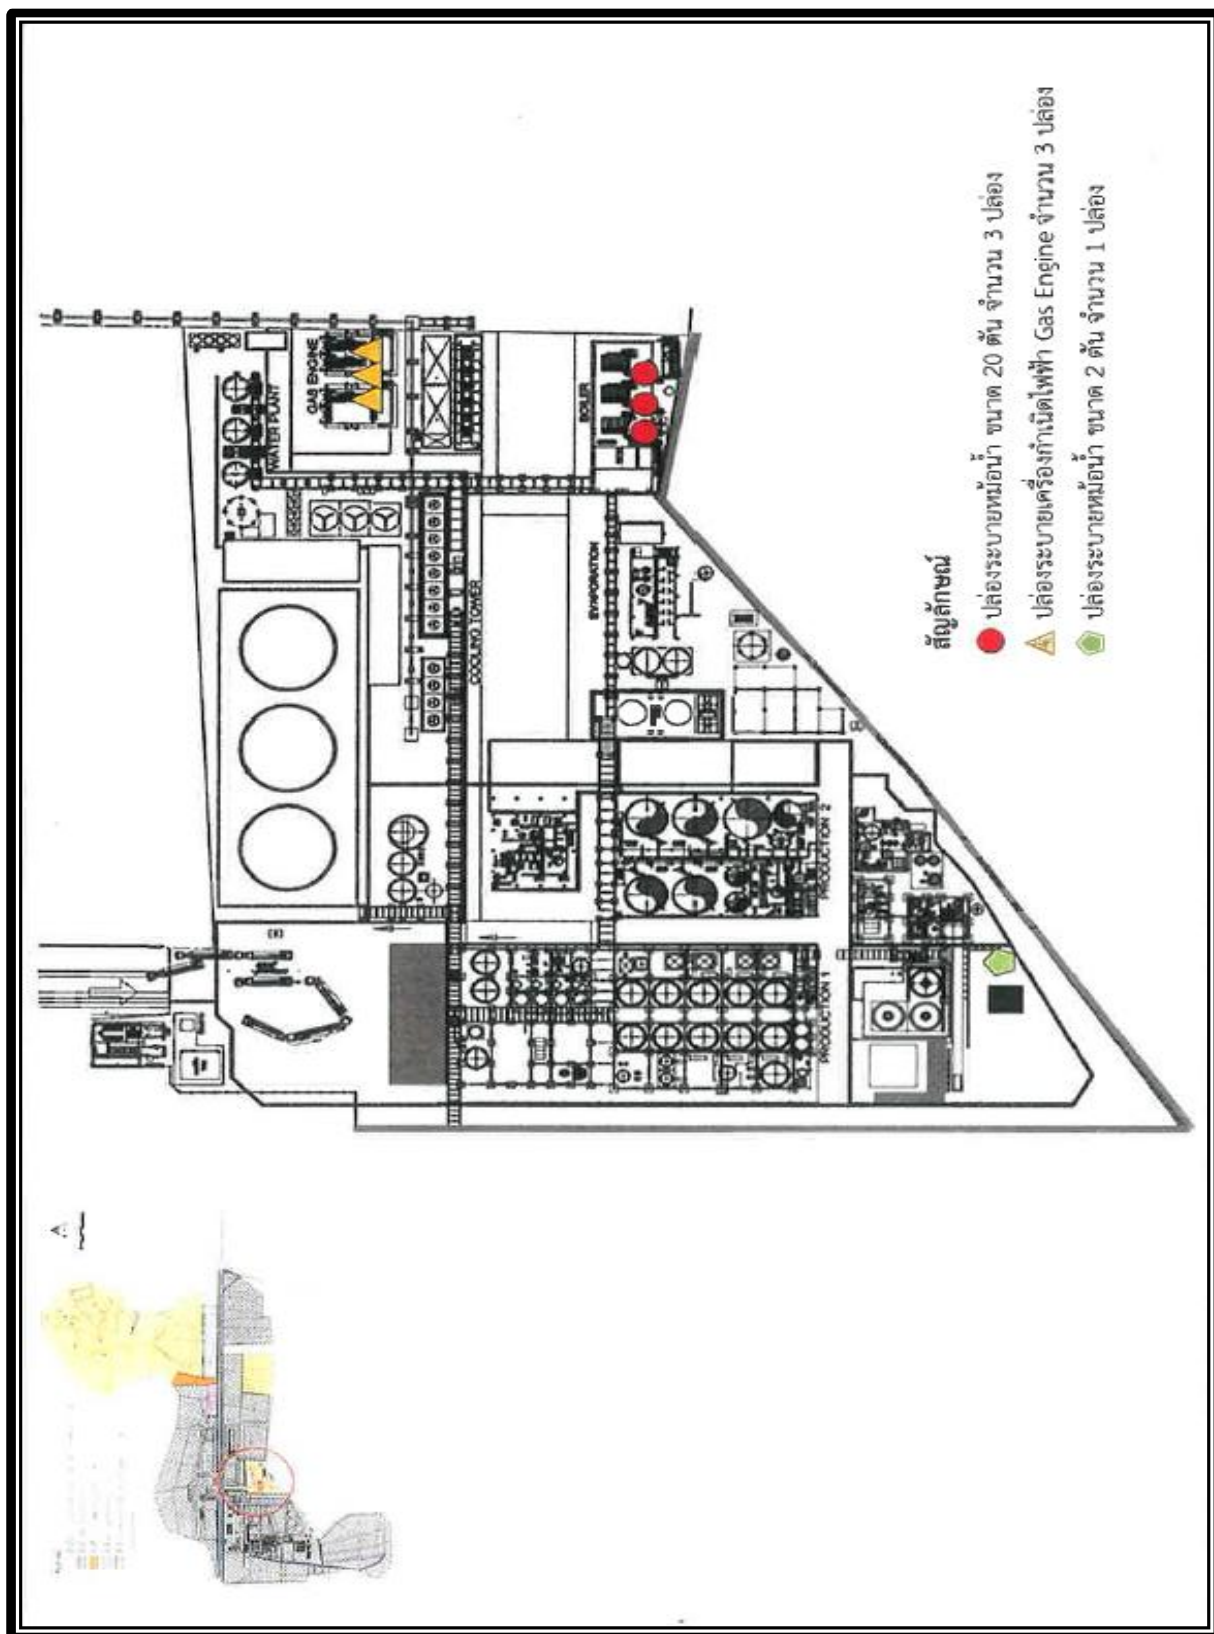 WATER PLANT
GAS ENGINE
BOILER
COOLING TOWER
EVAPORATION
PRODUCTION 2
PRODUCTION 1
สัญลักษณ์
ปล่องระบายหม้อน้ำ ขนาด 20 ตัน จำนวน 3 ปล่อง
ปล่องระบายเครื่องกำเนิดไฟฟ้า Gas Engine จำนวน 3 ปล่อง
ปล่องระบายหม้อน้ำ ขนาด 2 ตัน จำนวน 1 ปล่อง